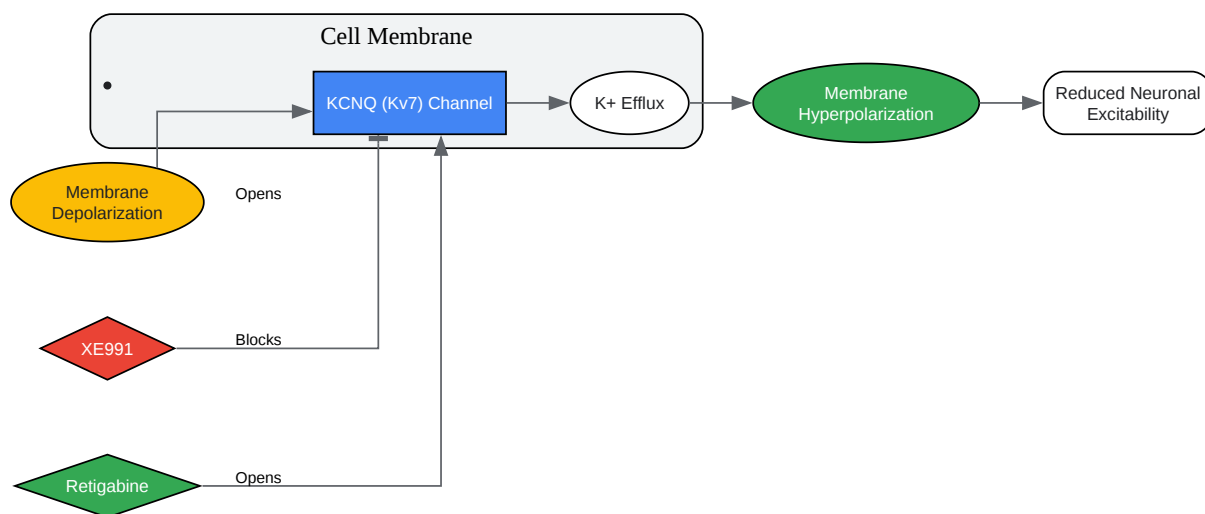 Cell Membrane
KCNQ (Kv7) Channel
K+ Efflux
Membrane
Hyperpolarization
Reduced Neuronal
Excitability
Membrane
Depolarization
Opens
XE991
Blocks
Retigabine
Opens